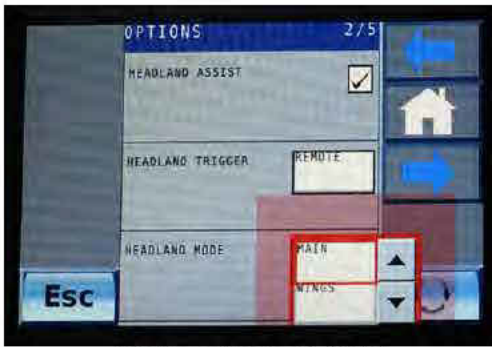 OPTIONS 2/5
HEADLAND ASSIST
HEADLAND TRIGGER REMOTE
HEADLAND MODE MAIN
WINGS
Esc